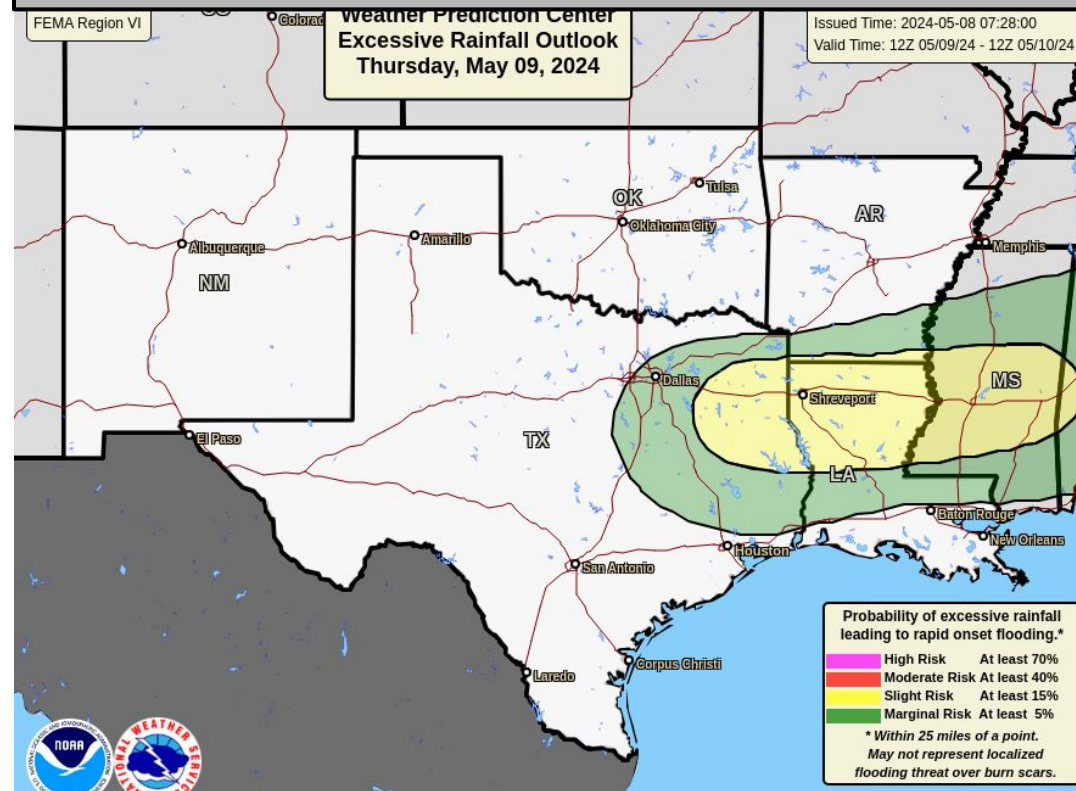 FEMA Region VI
Weather Prediction Center
Excessive Rainfall Outlook
Thursday, May 09, 2024
Issued Time: 2024-05-08 07:28:00
Valid Time: 12Z 05/09/24 - 12Z 05/10/24
Colorad
Tulsa
OK
Oklahoma City
AR
Albuquerque
Amarillo
Memphis
NM
Dallas
MS
Shreveport
El Paso
TX
LA
Baton Rouge
New Orleans
Houston
San Antonio
Corpus Christi
Laredo
Probability of excessive rainfall
leading to rapid onset flooding.*
High Risk At least 70%
Moderate Risk At least 40%
Slight Risk At least 15%
Marginal Risk At least 5%
* Within 25 miles of a point.
May not represent localized
flooding threat over burn scars.
NOAA